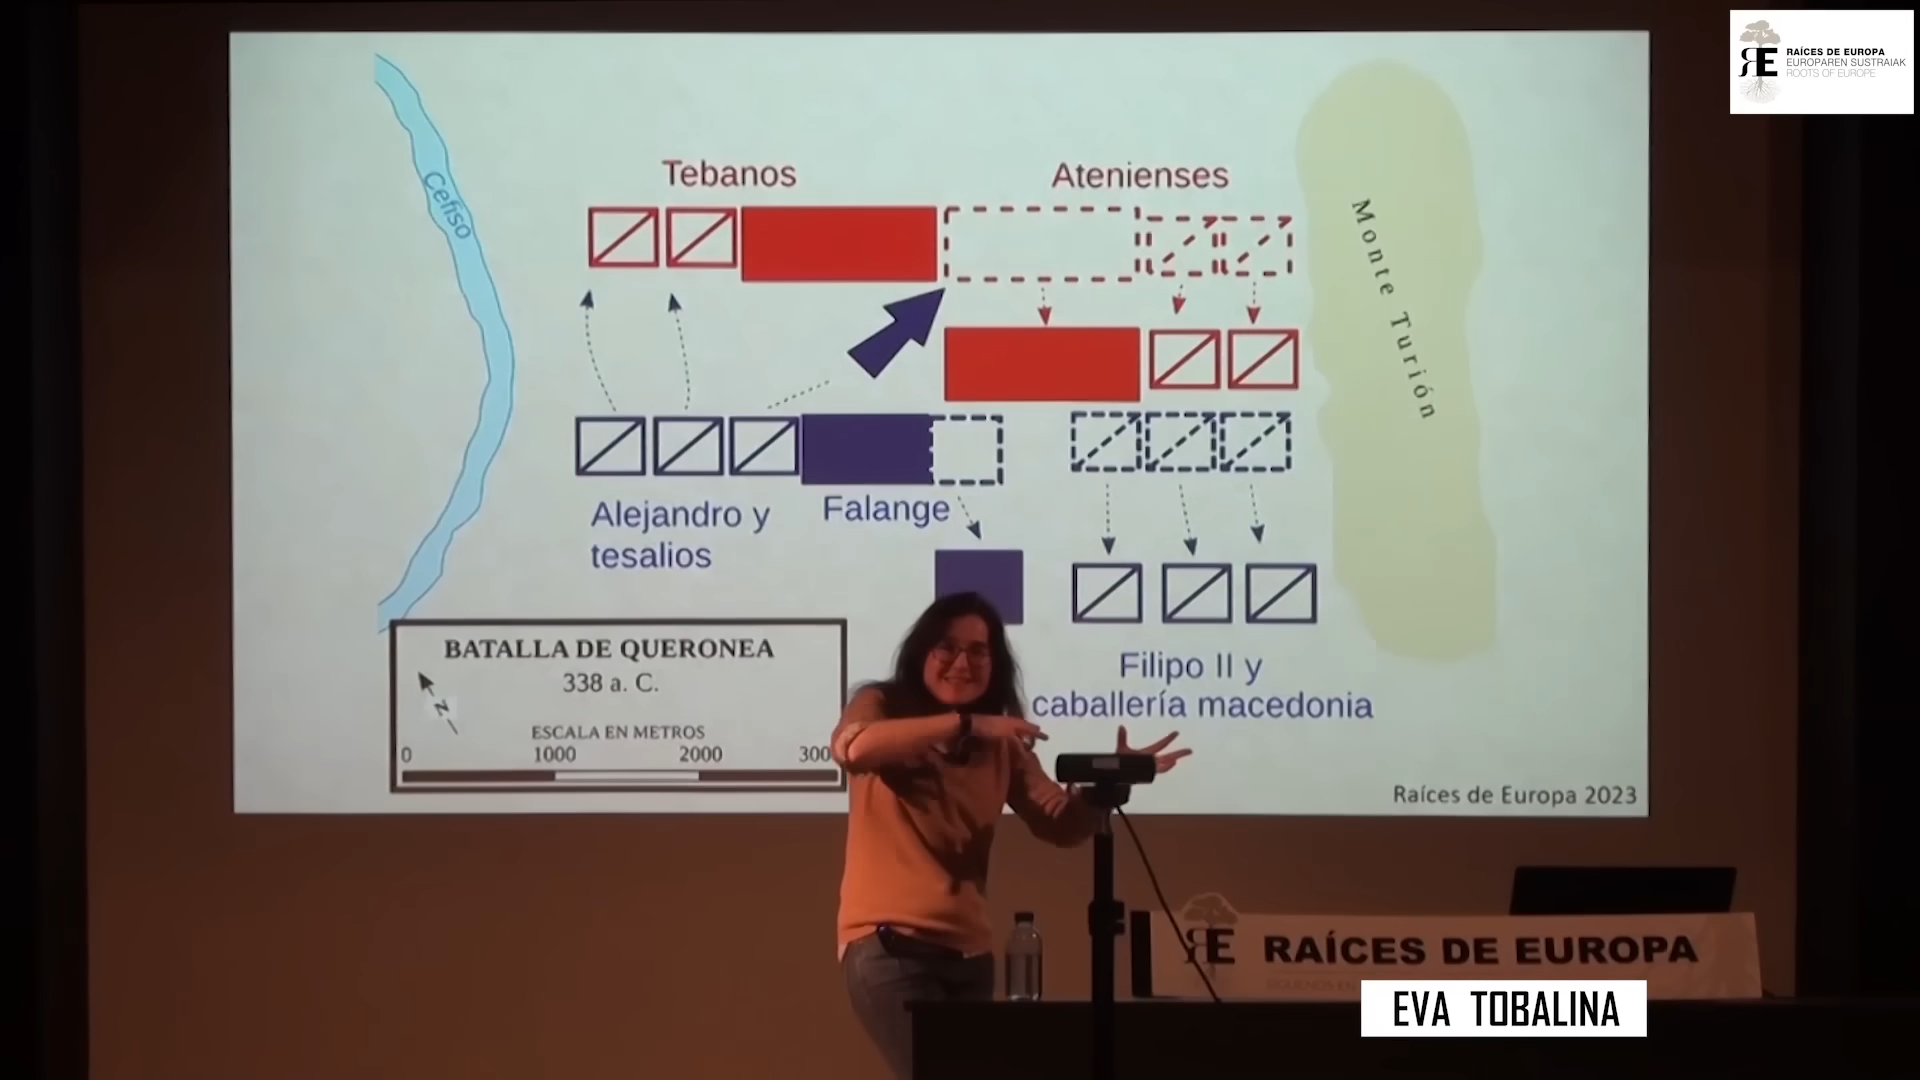 RAÍCES DE EUROPA
EUROPAREN SUSTRAIAK
ROOTS OF EUROPE
Tebanos
Atenienses
Cefiso
Monte Turión
Alejandro y
tesalios
Falange
BATALLA DE QUERONEA
338 a. C.
N
ESCALA EN METROS
0 1000 2000 300
Filipo II y
caballería macedonia
Raíces de Europa 2023
RE RAÍCES DE EUROPA
EVA TOBALINA